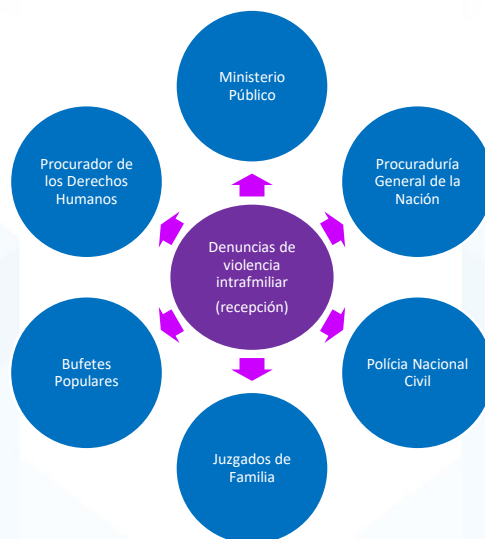 Ministerio
Público
Procurador de
los Derechos
Humanos
Procuraduría
General de la
Nación
Denuncias de
violencia
intrafmiliar
(recepción)
Bufetes
Populares
Polícia Nacional
Civil
Juzgados de
Familia